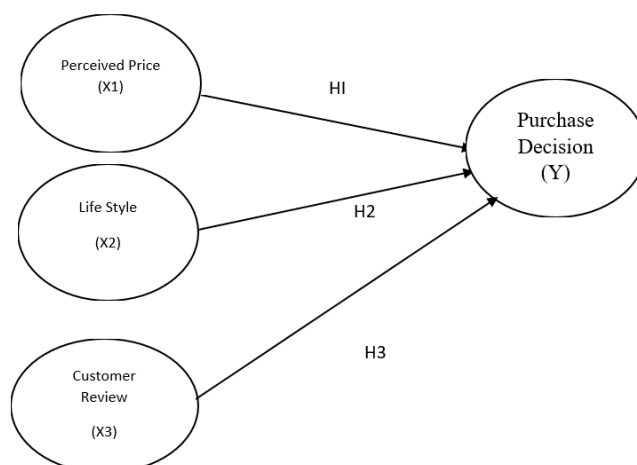 Perceived Price
(X1)
HI
Purchase
Decision
(Y)
Life Style
(X2)
H2
H3
Customer
Review
(X3)